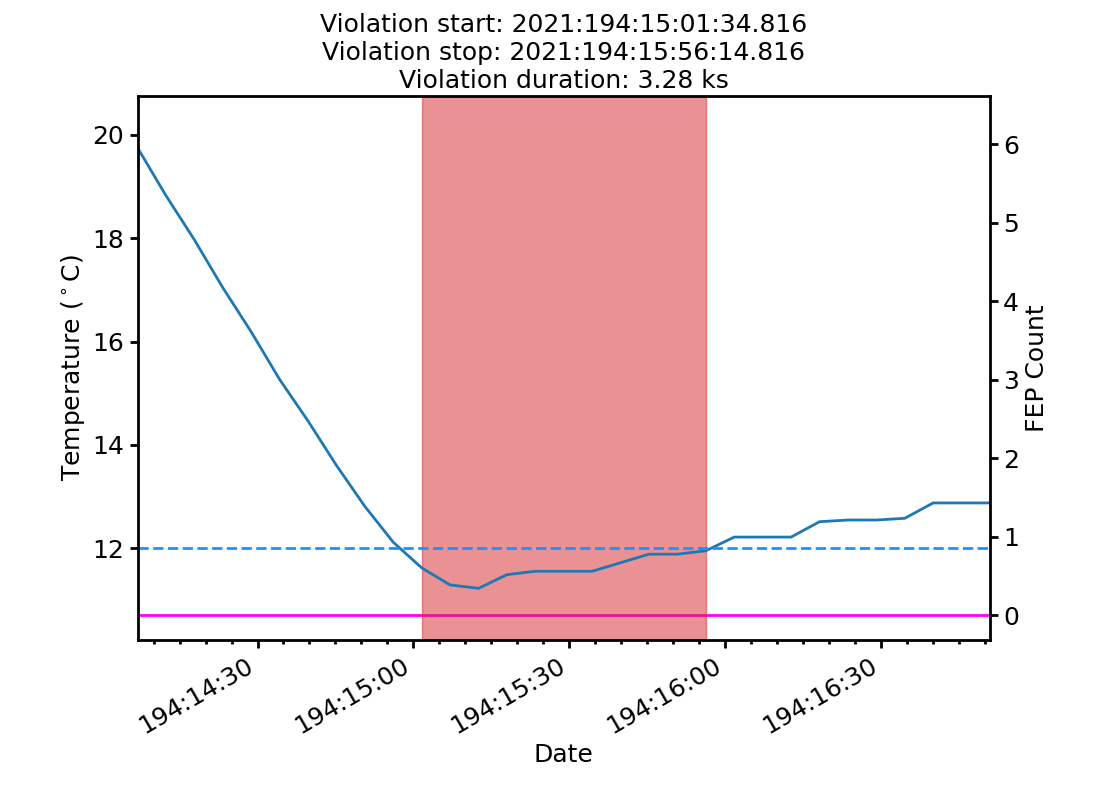 Violation start: 2021:194:15:01:34.816
Violation stop: 2021:194:15:56:14.816
Violation duration: 3.28 ks
Temperature (°C)
20
18
16
14
12
6
5
4
3
2
1
0
FEP Count
194:14:30
194:15:00
194:15:30
194:16:00
194:16:30
Date